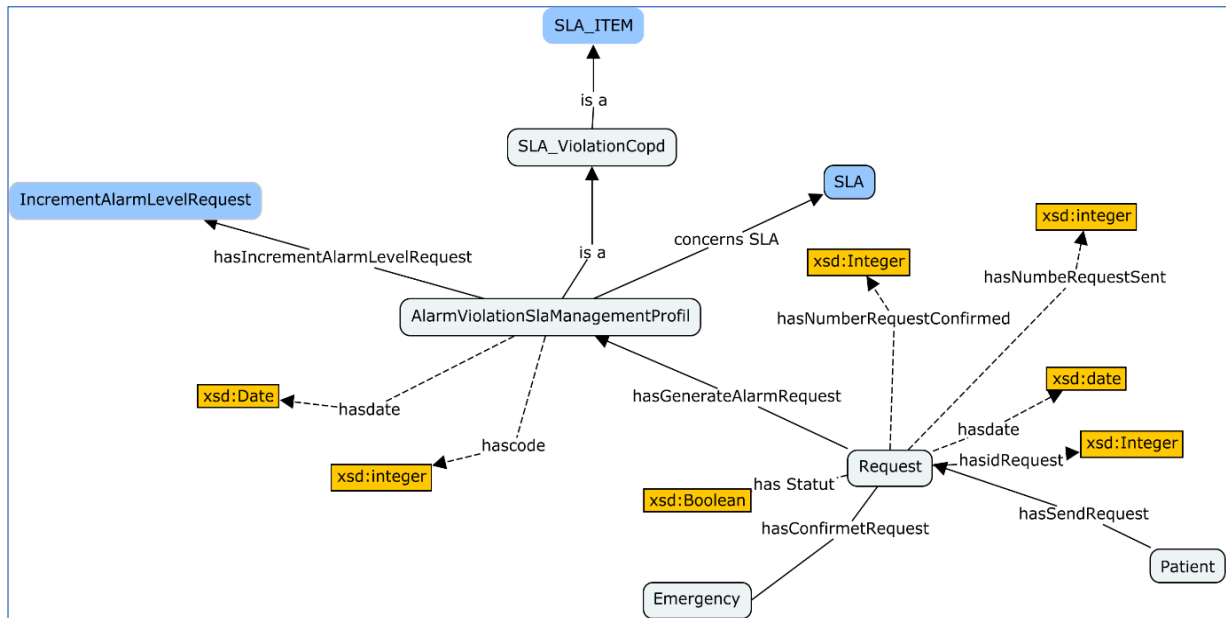 SLA_ITEM
is a
SLA_ViolationCopd
IncrementAlarmLevelRequest
SLA
xsd:integer
concerns SLA
is a
hasIncrementAlarmLevelRequest
xsd:Integer
hasNumbeRequestSent
AlarmViolationSlaManagementProfil
hasNumberRequestConfirmed
xsd:Date
hasdate
hasGenerateAlarmRequest
xsd:date
hasdate
hascode
xsd:integer
xsd:Integer
Request
hasidRequest
has Statut
xsd:Boolean
hasConfirmetRequest
hasSendRequest
Patient
Emergency